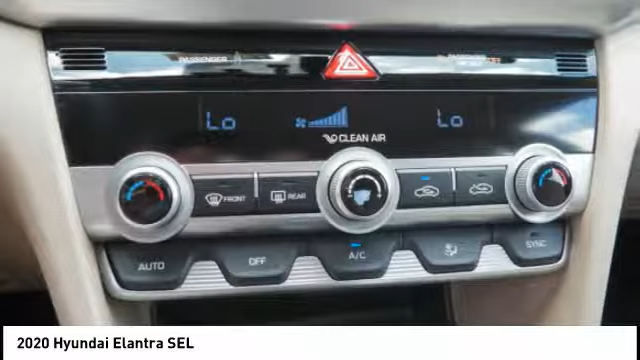 PASSENGER
Lo Lo
CLEAN AIR
FRONT REAR
AUTO OFF A/C SYNC
2020 Hyundai Elantra SEL